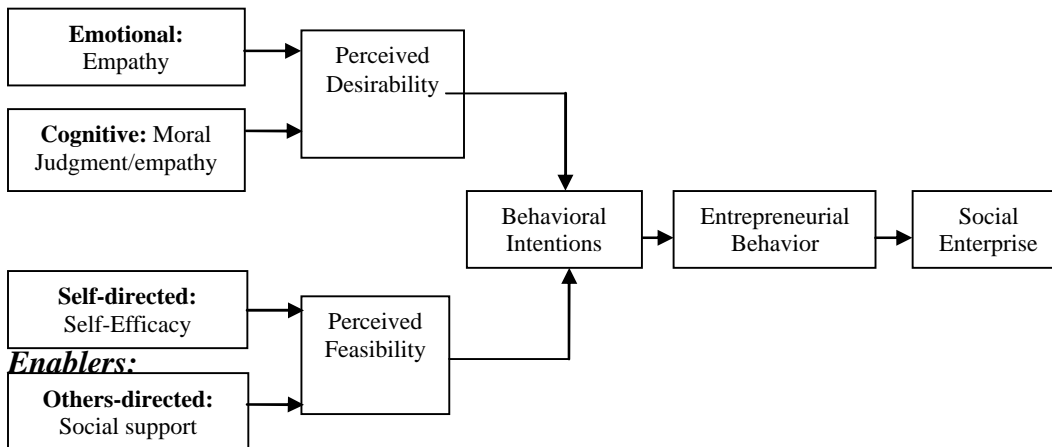 Emotional:
Empathy
Cognitive: Moral
Judgment/empathy
Perceived
Desirability
Behavioral
Intentions
Entrepreneurial
Behavior
Social
Enterprise
Self-directed:
Self-Efficacy
Enablers:
Others-directed:
Social support
Perceived
Feasibility